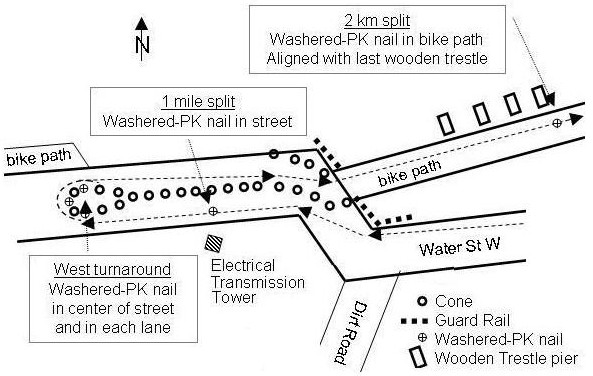 2 km split
Washered-PK nail in bike path
Aligned with last wooden trestle
N
1 mile split
Washered-PK nail in street
bike path
bike path
West turnaround
Washered-PK nail
in center of street
and in each lane
Electrical
Transmission
Tower
Water St W
Dirt Road
Cone
Guard Rail
Washered-PK nail
Wooden Trestle pier